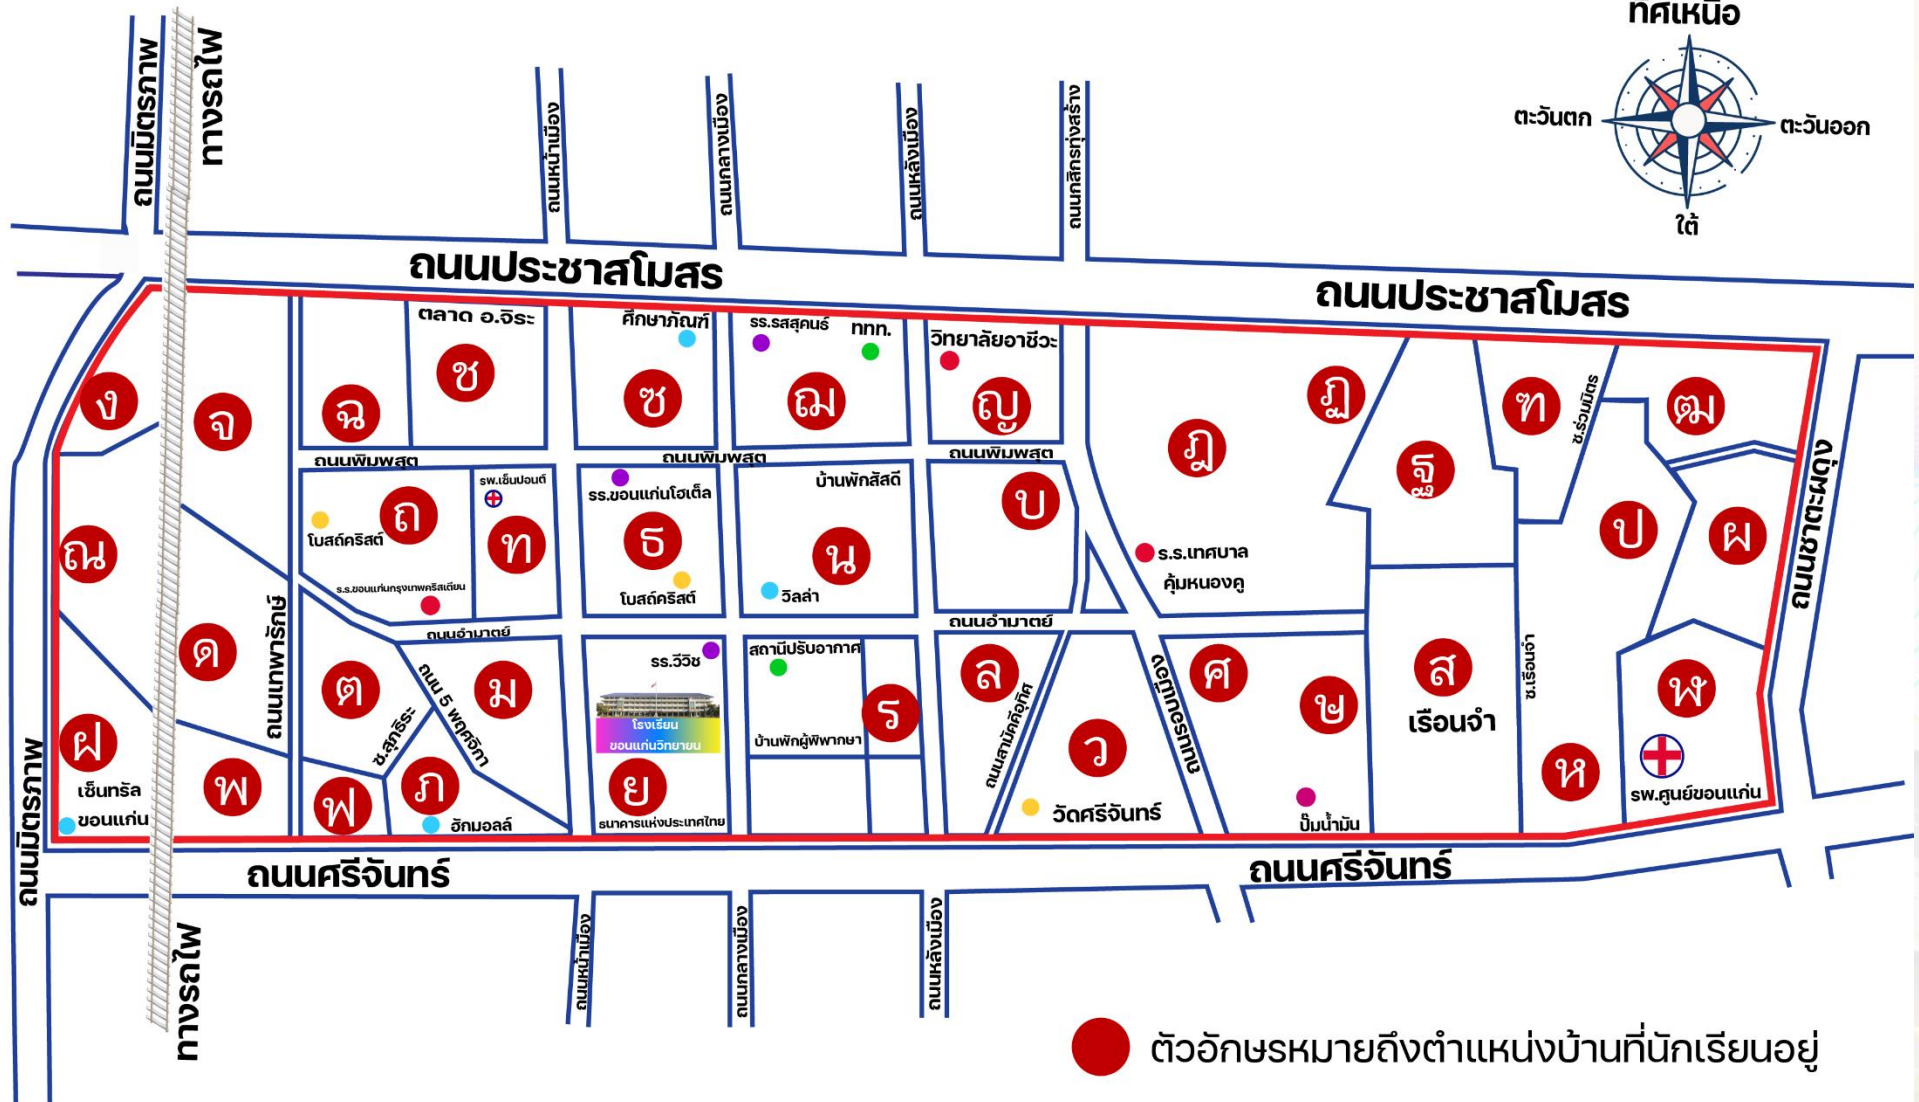 ทิศเหนือ
ตะวันตก
ตะวันออก
ใต้
ถนนมิตรภาพ
ทางรถไฟ
ถนนหน้าเมือง
ถนนกลางเมือง
ถนนหลังเมือง
ถนนกสิกรทุ่งสร้าง
ถนนประชาสโมสร
ถนนประชาสโมสร
ตลาด อ.จิระ
ศึกษาภัณฑ์
รร.รสสุคนธ์
ททท.
วิทยาลัยอาชีวะ
ง
จ
ฉ
ช
ซ
ฌ
ญ
ฎ
ฏ
ฐ
ฑ
ซ.ร่วมมิตร
ฒ
ถนนพิมพสุต
ถนนพิมพสุต
ถนนพิมพสุต
ถนนชาตะผดุง
ณ
โบสถ์คริสต์
ถ
ร.ร.ขอนแก่นกรุงเทพคริสเตียน
รพ.เซ็นปอนด์
ท
รร.ขอนแก่นโฮเต็ล
ธ
โบสถ์คริสต์
บ้านพักสัสดี
น
วิลล่า
บ
ร.ร.เทศบาล
คุ้มหนองคู
ป
ผ
ถนนเทพารักษ์
ถนนอำมาตย์
ถนนอำมาตย์
ด
ต
ถนน 5 พฤศจิกา
ซ.สุภธิระ
ม
รร.วีวิช
โรงเรียน
ขอนแก่นวิทยายน
ย
ธนาคารแห่งประเทศไทย
สถานีปรับอากาศ
บ้านพักผู้พิพากษา
ร
ล
ถนนสามัคคีอุทิศ
ว
วัดศรีจันทร์
ศ
ษ
ปั๊มน้ำมัน
ส
เรือนจำ
ซ.เรือนจำ
ห
ฬ
รพ.ศูนย์ขอนแก่น
ฝ
เซ็นทรัล
ขอนแก่น
พ
ฟ
ภ
ฮักมอลล์
ถนนมิตรภาพ
ถนนศรีจันทร์
ถนนศรีจันทร์
ทางรถไฟ
ถนนหน้าเมือง
ถนนกลางเมือง
ถนนหลังเมือง
ตัวอักษรหมายถึงตำแหน่งบ้านที่นักเรียนอยู่